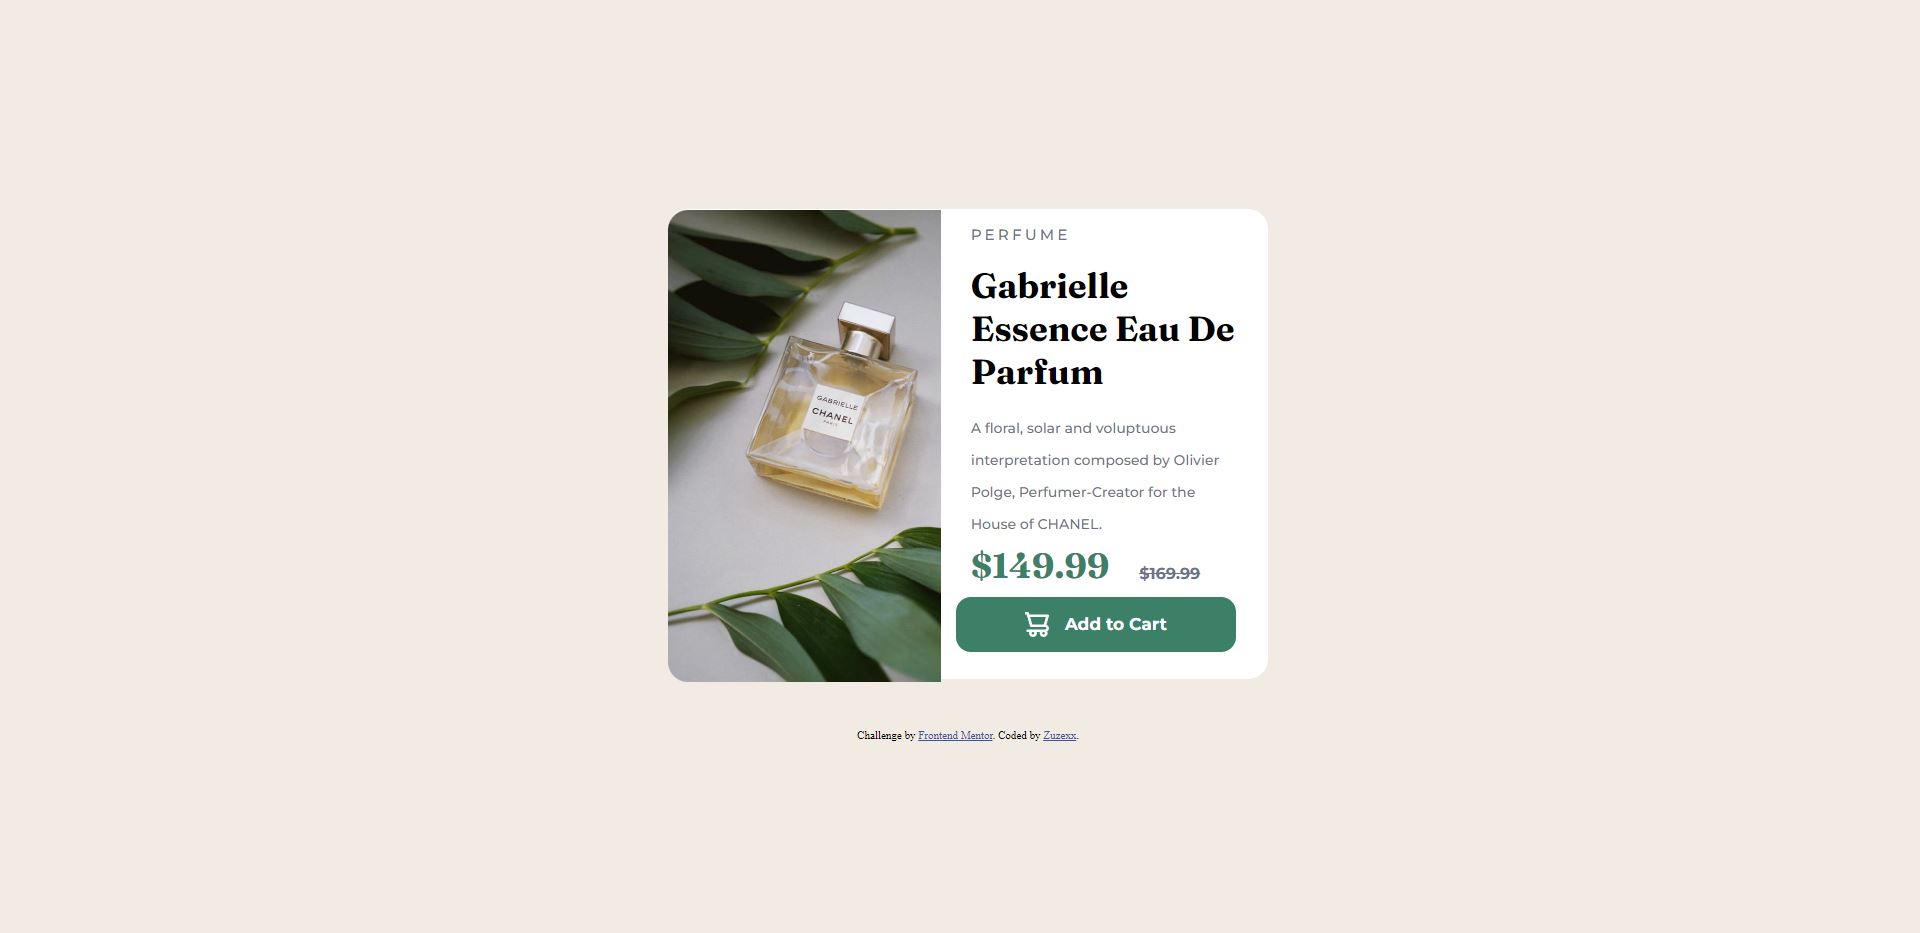 PERFUME
Gabrielle
Essence Eau De
Parfum
GABRIELLE
CHANEL
PARIS
A floral, solar and voluptuous
interpretation composed by Olivier
Polge, Perfumer-Creator for the
House of CHANEL.
$149.99 $169.99
Add to Cart
Challenge by Frontend Mentor. Coded by Zuzexx.